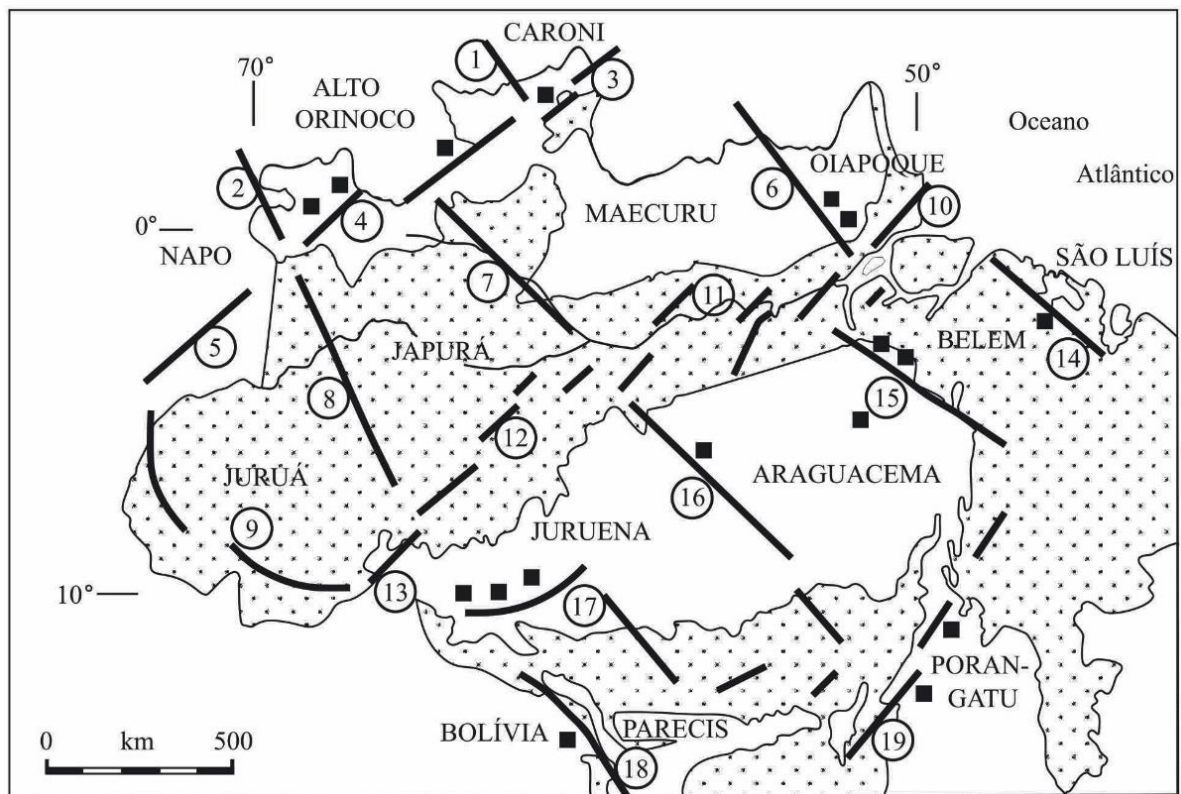 CARONI
1
3
70°
50°
ALTO
ORINOCO
Oceano
2
6
OIAPOQUE
Atlântico
4
10
MAECURU
0°
NAPO
SÃO LUÍS
7
11
5
JAPURÁ
BELEM
14
8
15
12
JURUÁ
16
ARAGUACEMA
9
JURUENA
10°
13
17
PORAN-
GATU
0 km 500
BOLÍVIA
PARECIS
18
19